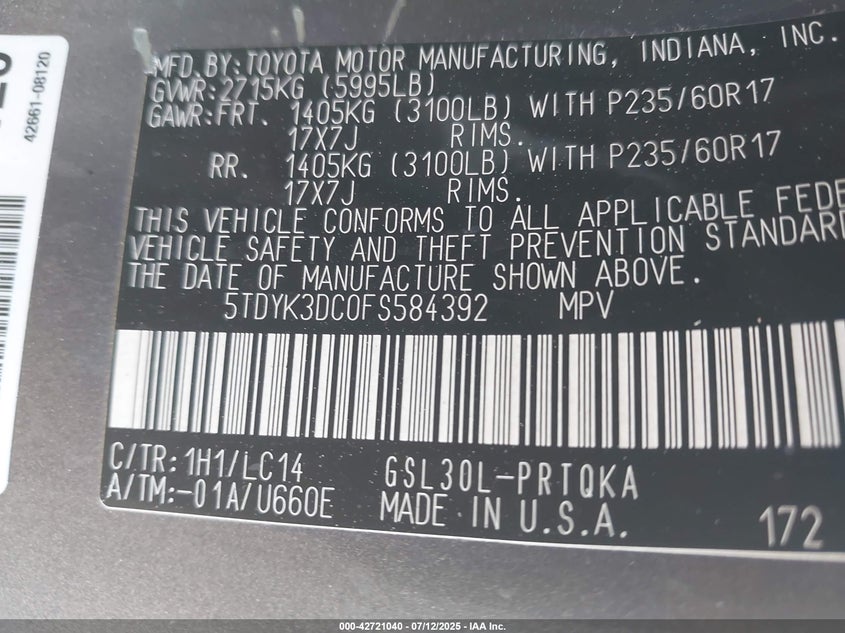 42661-08120
MFD.BY:TOYOTA MOTOR MANUFACTURING, INDIANA, INC.
GVWR:2715KG (5995LB)
GAWR:FRT. 1405KG (3100LB) WITH P235/60R17
17X7J RIMS.
RR. 1405KG (3100LB) WITH P235/60R17
17X7J RIMS.
THIS VEHICLE CONFORMS TO ALL APPLICABLE FEDE
VEHICLE SAFETY AND THEFT PREVENTION STANDARD
THE DATE OF MANUFACTURE SHOWN ABOVE.
5TDYK3DC0FS584392 MPV
C/TR:1H1/LC14 GSL30L-PRTQKA
A/TM:-01A/U660E MADE IN U.S.A. 172
000-42721040 - 07/12/2025 - IAA Inc.